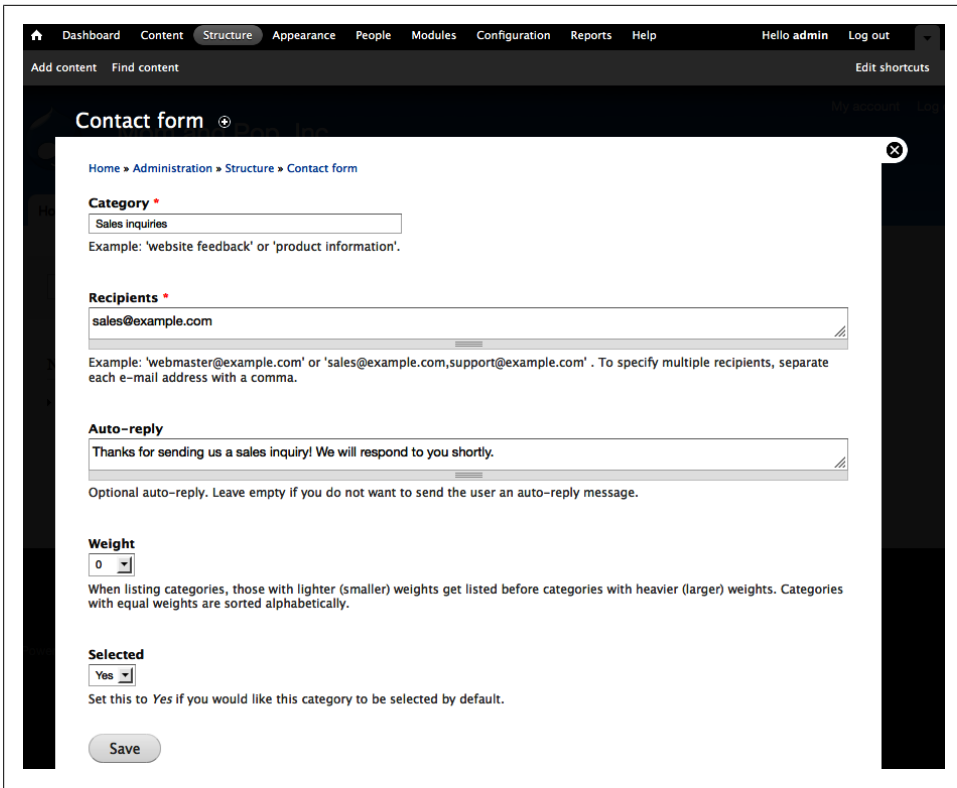 Dashboard Content Structure Appearance People Modules Configuration Reports Help Hello admin Log out
Add content Find content Edit shortcuts
My account Log
Contact form
Mom and Pop, Inc
Home » Administration » Structure » Contact form
Category *
Sales inquiries
Example: 'website feedback' or 'product information'.
Recipients *
sales@example.com
Example: 'webmaster@example.com' or 'sales@example.com,support@example.com' . To specify multiple recipients, separate
each e-mail address with a comma.
Auto-reply
Thanks for sending us a sales inquiry! We will respond to you shortly.
Optional auto-reply. Leave empty if you do not want to send the user an auto-reply message.
Weight
0
When listing categories, those with lighter (smaller) weights get listed before categories with heavier (larger) weights. Categories
with equal weights are sorted alphabetically.
Selected
Yes
Set this to Yes if you would like this category to be selected by default.
Save